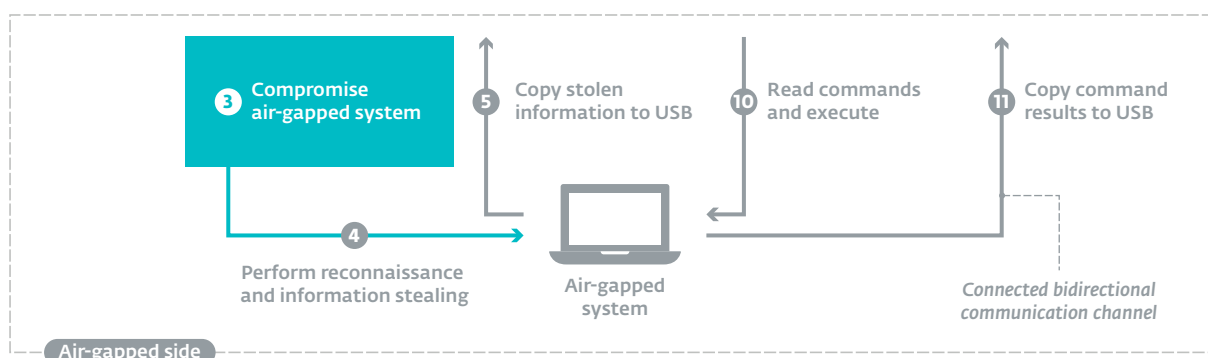 3 Compromise
air-gapped system
5 Copy stolen
information to USB
10 Read commands
and execute
11 Copy command
results to USB
4
Perform reconnaissance
and information stealing
Air-gapped
system
Connected bidirectional
communication channel
Air-gapped side